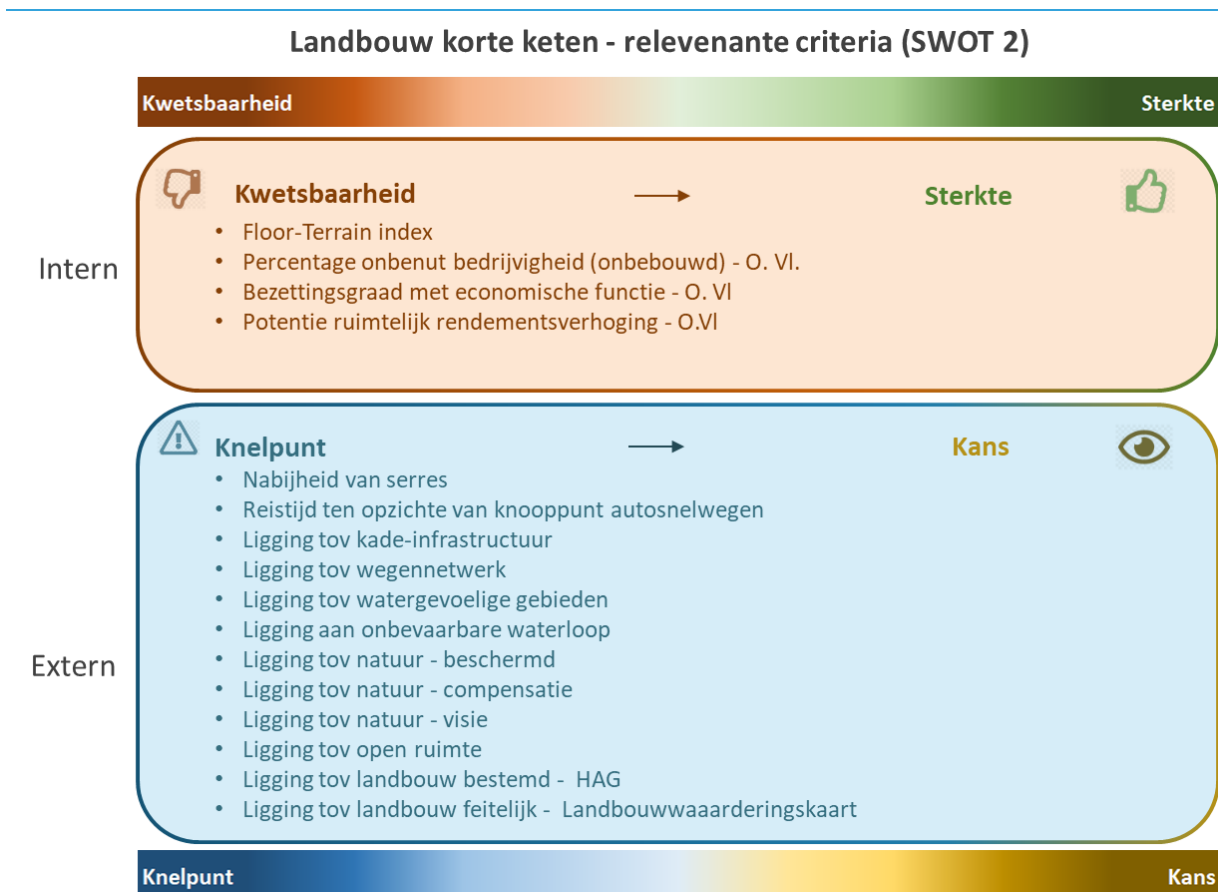 Landbouw korte keten - relevenante criteria (SWOT 2)
Kwetsbaarheid Sterkte
Intern
Kwetsbaarheid → Sterkte
• Floor-Terrain index
• Percentage onbenut bedrijvigheid (onbebouwd) - O. Vl.
• Bezettingsgraad met economische functie - O. Vl
• Potentie ruimtelijk rendementsverhoging - O.Vl
Extern
Knelpunt → Kans
• Nabijheid van serres
• Reistijd ten opzichte van knooppunt autosnelwegen
• Ligging tov kade-infrastructuur
• Ligging tov wegennetwerk
• Ligging tov watergevoelige gebieden
• Ligging aan onbevaarbare waterloop
• Ligging tov natuur - beschermd
• Ligging tov natuur - compensatie
• Ligging tov natuur - visie
• Ligging tov open ruimte
• Ligging tov landbouw bestemd - HAG
• Ligging tov landbouw feitelijk - Landbouwwaaarderingskaart
Knelpunt Kans